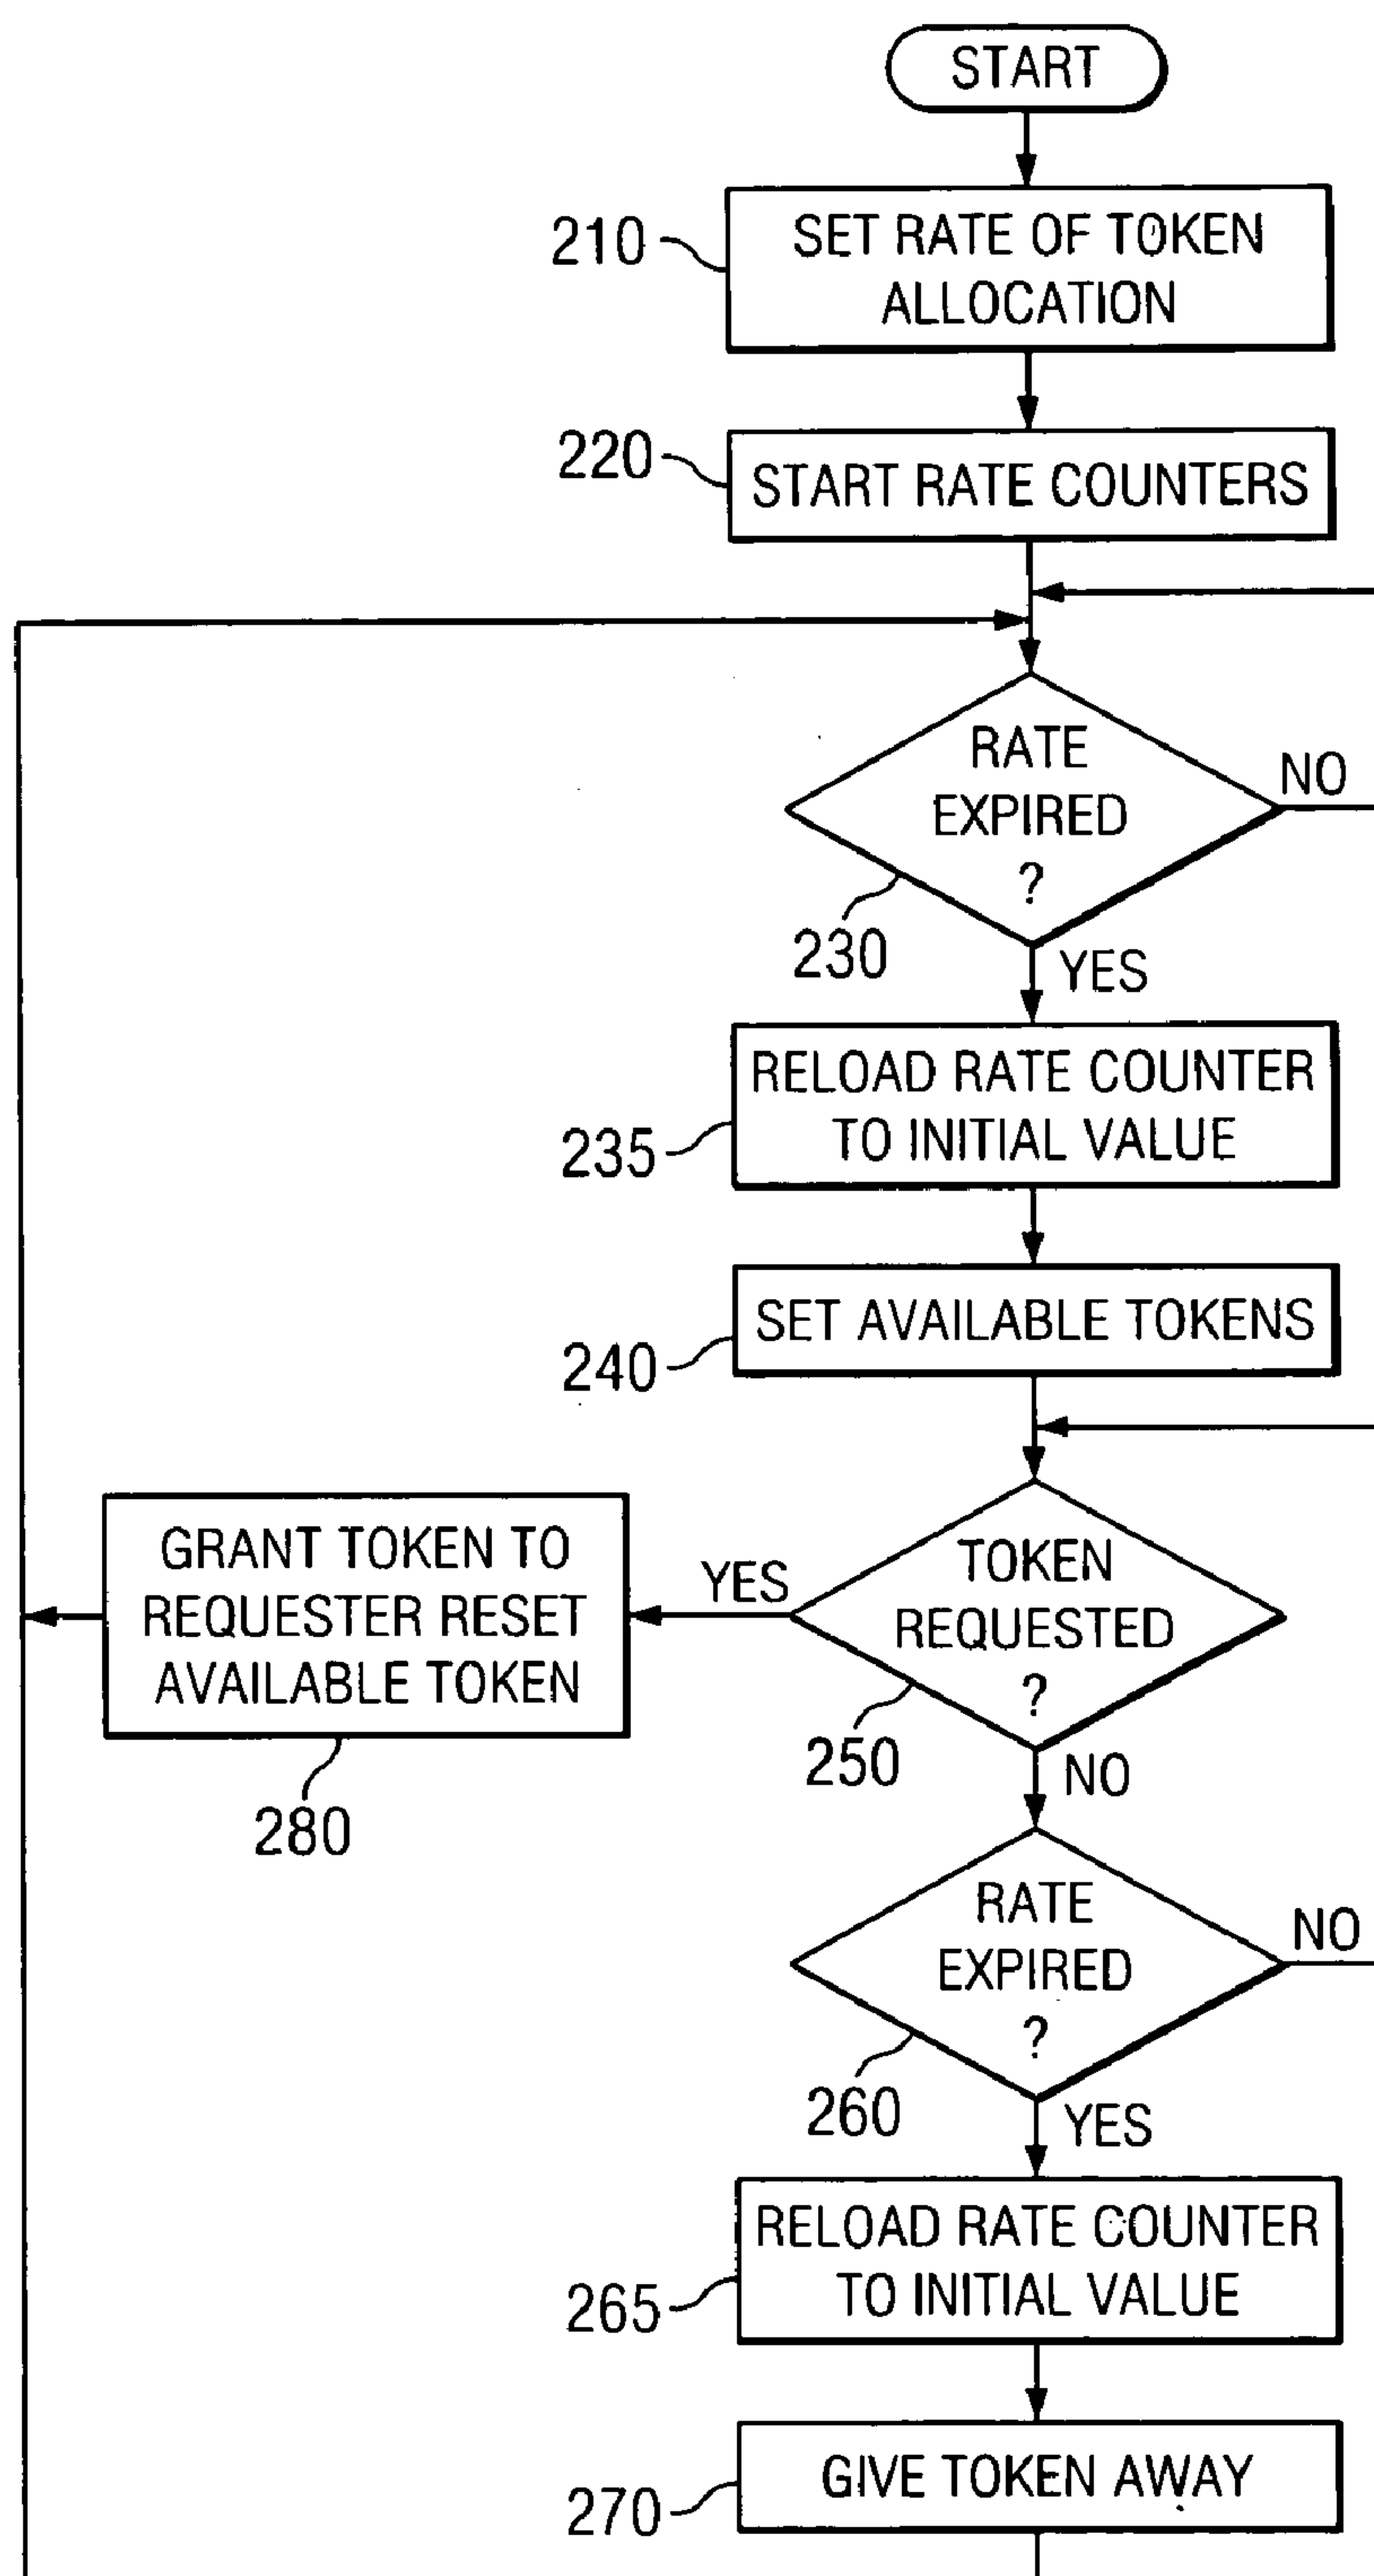 START
210
SET RATE OF TOKEN
ALLOCATION
220
START RATE COUNTERS
RATE
EXPIRED
?
NO
230
YES
RELOAD RATE COUNTER
TO INITIAL VALUE
235
SET AVAILABLE TOKENS
240
GRANT TOKEN TO
REQUESTER RESET
AVAILABLE TOKEN
280
YES
TOKEN
REQUESTED
?
250
NO
RATE
EXPIRED
?
NO
260
YES
RELOAD RATE COUNTER
TO INITIAL VALUE
265
GIVE TOKEN AWAY
270